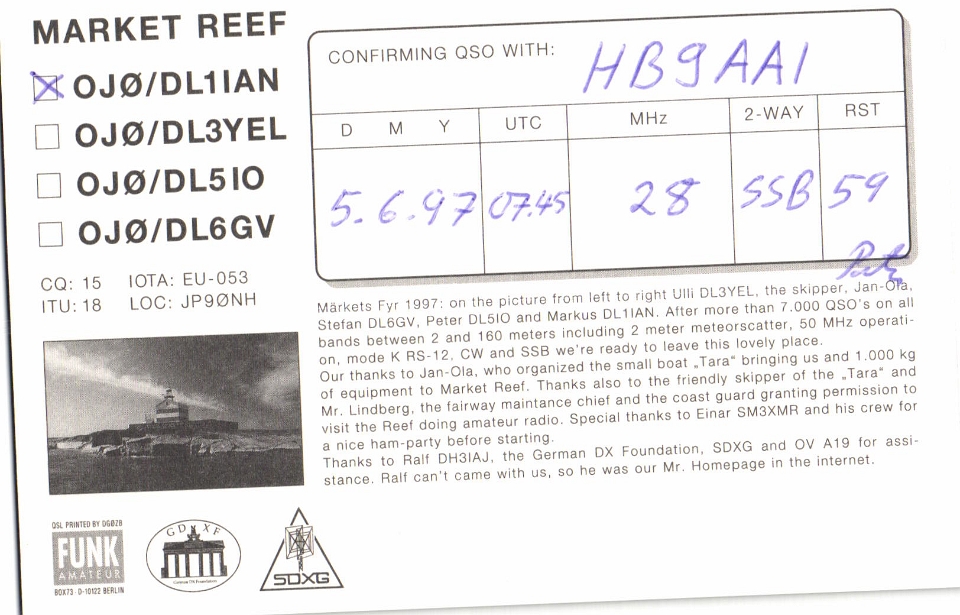 MARKET REEF
OJØ/DL1IAN
OJØ/DL3YEL
OJØ/DL5IO
OJØ/DL6GV
CQ: 15 IOTA: EU-053
ITU: 18 LOC: JP9ØNH
CONFIRMING QSO WITH: HB9AAI
D M Y UTC MHz 2-WAY RST
5.6.97 07.45 28 SSB 59
Märkets Fyr 1997: on the picture from left to right Ulli DL3YEL, the skipper, Jan-Ola,
Stefan DL6GV, Peter DL5IO and Markus DL1IAN. After more than 7.000 QSO's on all
bands between 2 and 160 meters including 2 meter meteorscatter, 50 MHz operati-
on, mode K RS-12, CW and SSB we're ready to leave this lovely place.
Our thanks to Jan-Ola, who organized the small boat „Tara“ bringing us and 1.000 kg
of equipment to Market Reef. Thanks also to the friendly skipper of the „Tara“ and
Mr. Lindberg, the fairway maintance chief and the coast guard granting permission to
visit the Reef doing amateur radio. Special thanks to Einar SM3XMR and his crew for
a nice ham-party before starting.
Thanks to Ralf DH3IAJ, the German DX Foundation, SDXG and OV A19 for assi-
stance. Ralf can't came with us, so he was our Mr. Homepage in the internet.
QSL PRINTED BY DGØZB
FUNK
AMATEUR
BOX73 · D-10122 BERLIN
GDXF
German DX Foundation
SDXG